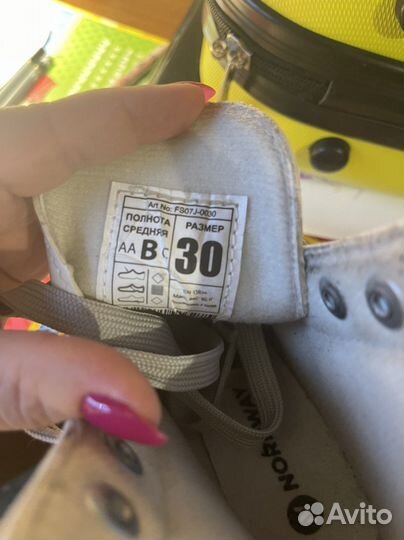 Art No: FS07J-0030
ПОЛНОТА РАЗМЕР
СРЕДНЯЯ
AA B C 30
NORDWAY
Avito